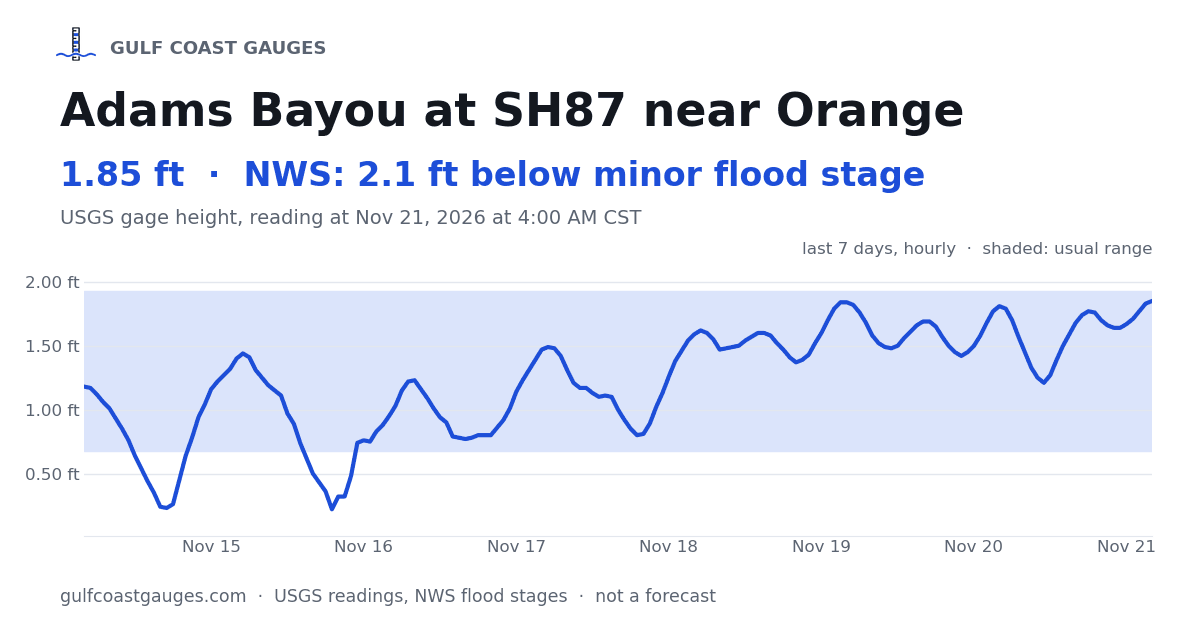 GULF COAST GAUGES
Adams Bayou at SH87 near Orange
1.85 ft · NWS: 2.1 ft below minor flood stage
USGS gage height, reading at Nov 21, 2026 at 4:00 AM CST
last 7 days, hourly · shaded: usual range
2.00 ft
1.50 ft
1.00 ft
0.50 ft
Nov 15 Nov 16 Nov 17 Nov 18 Nov 19 Nov 20 Nov 21
gulfcoastgauges.com · USGS readings, NWS flood stages · not a forecast